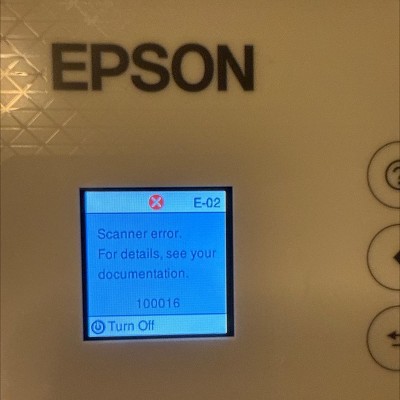 EPSON
E-02
Scanner error.
For details, see your
documentation.
100016
Turn Off